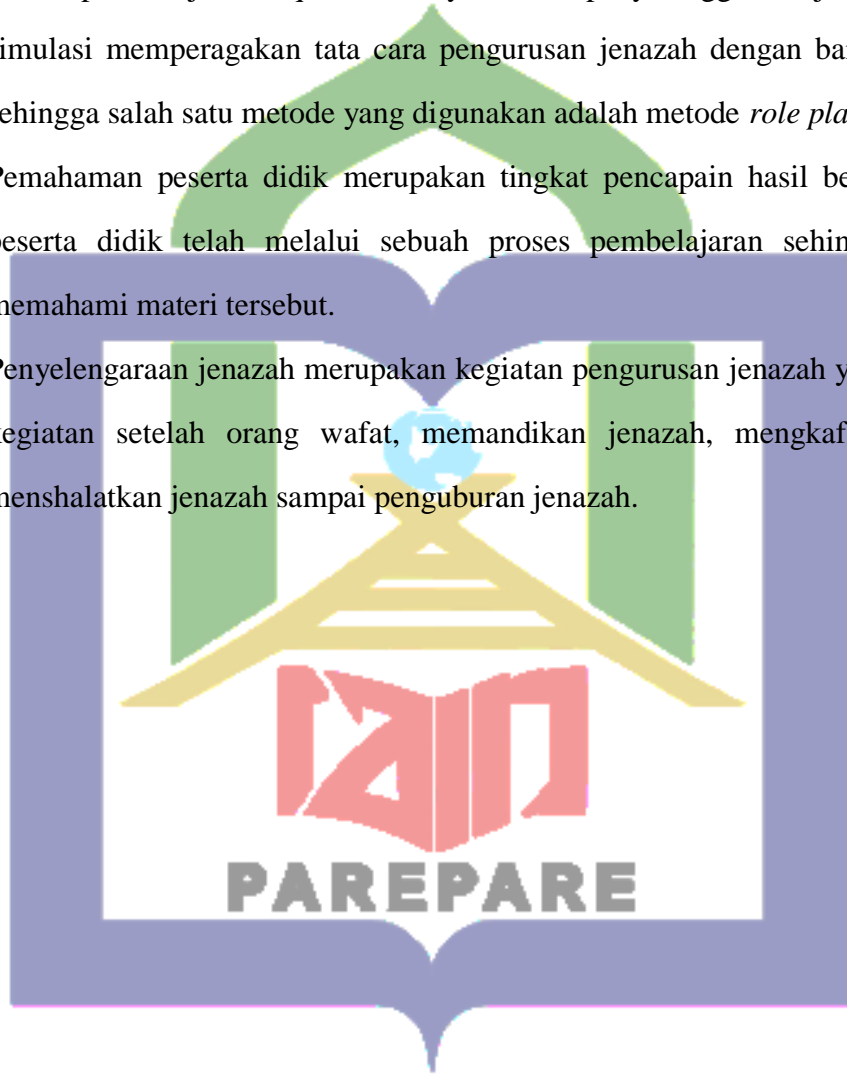 simulasi memperagakan tata cara pengurusan jenazah dengan ba
sehingga salah satu metode yang digunakan adalah metode role pla
Pemahaman peserta didik merupakan tingkat pencapain hasil be
peserta didik telah melalui sebuah proses pembelajaran sehin
memahami materi tersebut.
Penyelengaraan jenazah merupakan kegiatan pengurusan jenazah y
kegiatan setelah orang wafat, memandikan jenazah, mengkaf
menshalatkan jenazah sampai penguburan jenazah.
iain
PAREPARE